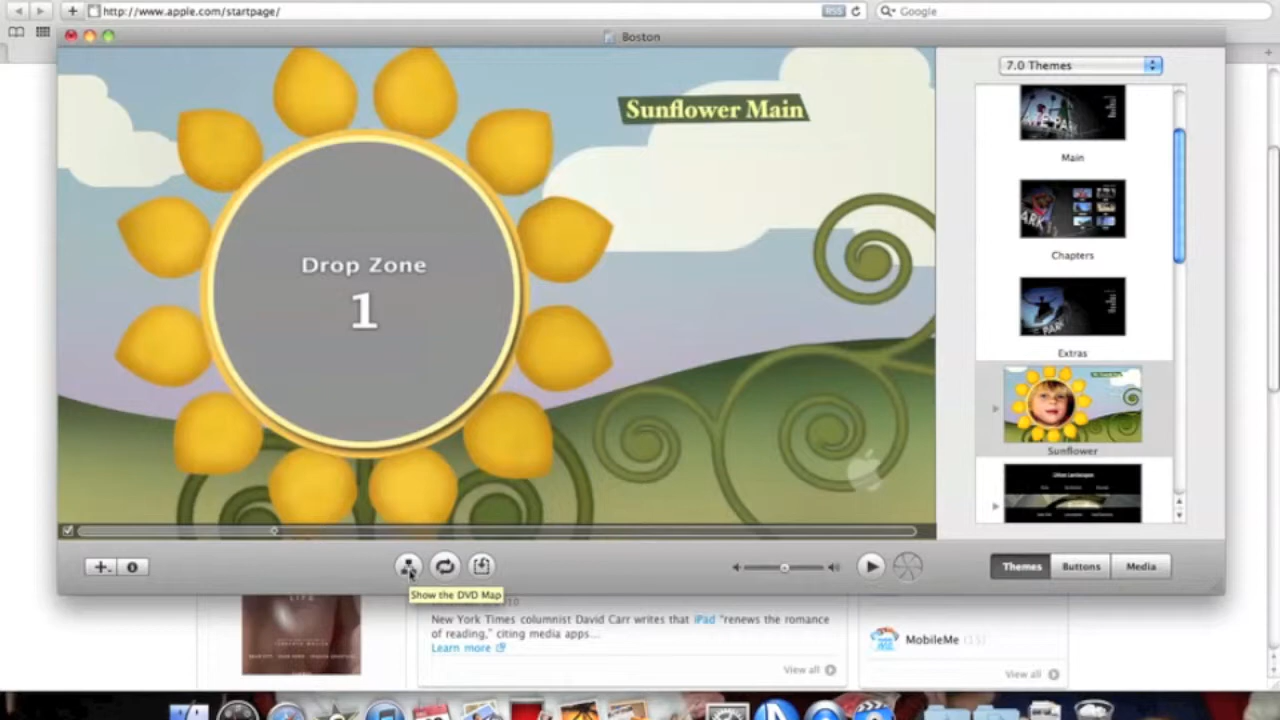 http://www.apple.com/startpage/
RSS
Google
Boston
Sunflower Main
Drop Zone
1
7.0 Themes
Main
Chapters
Extras
Sunflower
Show the DVD Map
Themes
Buttons
Media
New York Times columnist David Carr writes that iPad "renews the romance
of reading," citing media apps...
Learn more
View all
MobileMe (13)
View all